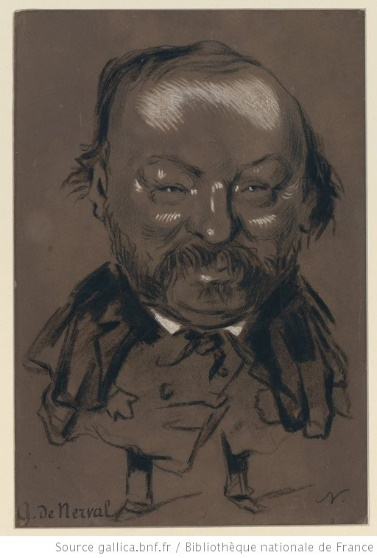 G. de Nerval
N
Source gallica.bnf.fr / Bibliothèque nationale de France